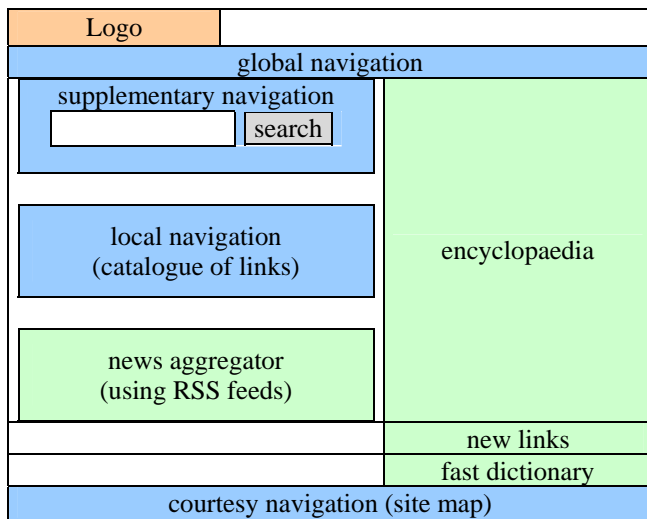 Logo
global navigation
supplementary navigation
search
local navigation
(catalogue of links)
news aggregator
(using RSS feeds)
encyclopaedia
new links
fast dictionary
courtesy navigation (site map)